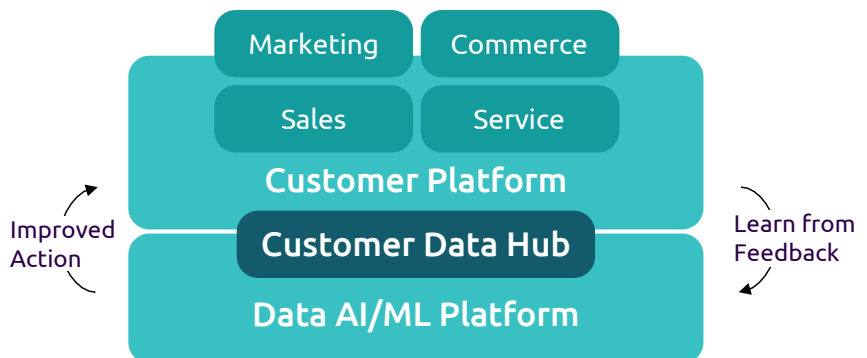 Marketing
Commerce
Sales
Service
Customer Platform
Improved
Action
Learn from
Feedback
Customer Data Hub
Data AI/ML Platform